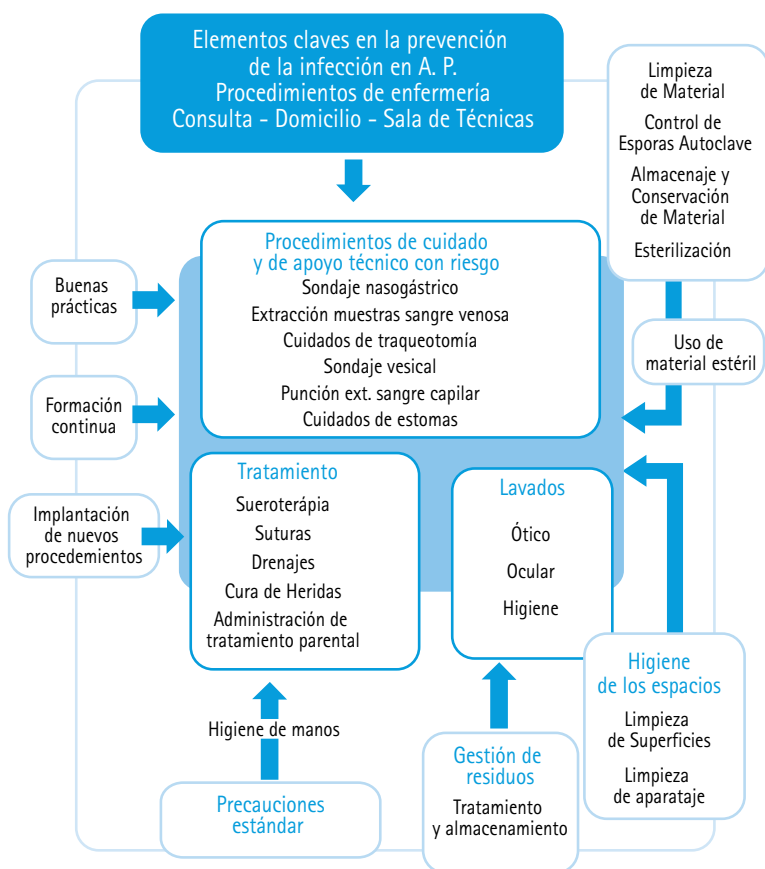 Elementos claves en la prevención
de la infección en A. P.
Procedimientos de enfermería
Consulta - Domicilio - Sala de Técnicas
Limpieza
de Material
Control de
Esporas Autoclave
Almacenaje y
Conservación
de Material
Esterilización
Uso de
material estéril
Buenas
prácticas
Formación
continua
Implantación
de nuevos
procedemientos
Procedimientos de cuidado
y de apoyo técnico con riesgo
Sondaje nasogástrico
Extracción muestras sangre venosa
Cuidados de traqueotomía
Sondaje vesical
Punción ext. sangre capilar
Cuidados de estomas
Tratamiento
Sueroterápia
Suturas
Drenajes
Cura de Heridas
Administración de
tratamiento parental
Lavados
Ótico
Ocular
Higiene
Higiene de manos
Precauciones
estándar
Gestión de
residuos
Tratamiento
y almacenamiento
Higiene
de los espacios
Limpieza
de Superficies
Limpieza
de aparataje